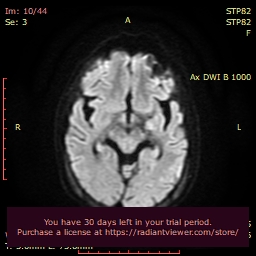 Im: 10/44
STP82
Se: 3
STP82
F
A
Ax DWI B 1000
R
L
You have 30 days left in your trial period.
Purchase a license at https://radiantviewer.com/store/